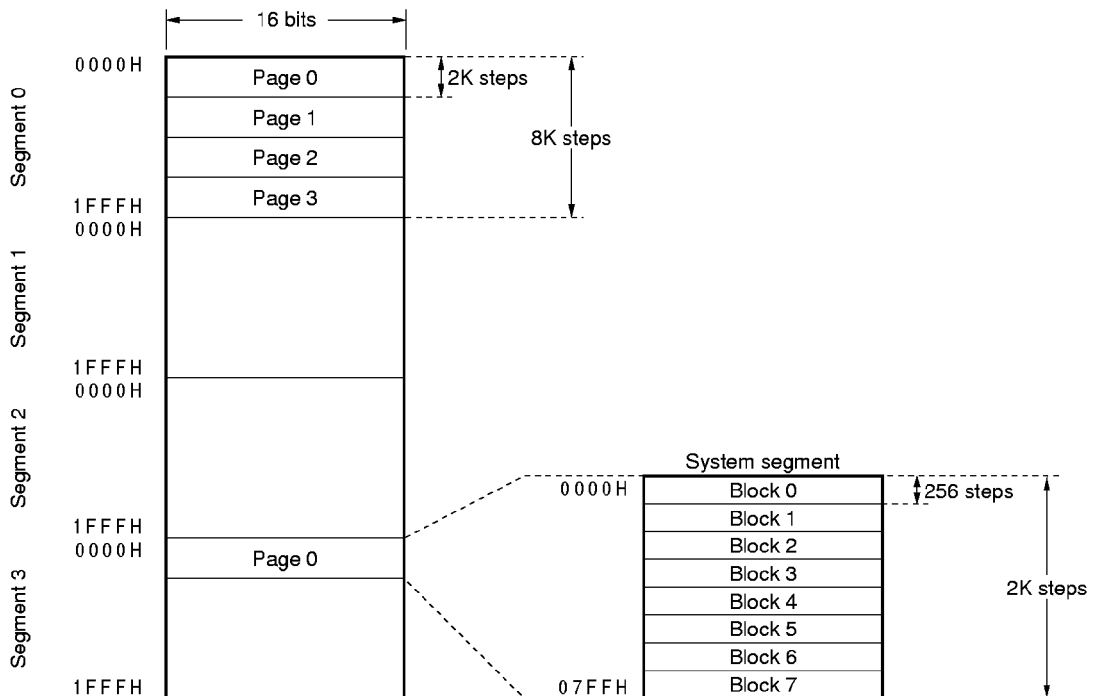 16 bits
0000H
Page 0
2K steps
Segment 0
Page 1
8K steps
Page 2
Page 3
1FFFH
0000H
Segment 1
1FFFH
0000H
Segment 2
1FFFH
0000H
Page 0
Segment 3
1FFFH
System segment
0000H
Block 0
256 steps
Block 1
Block 2
Block 3
Block 4
2K steps
Block 5
Block 6
07FFH
Block 7